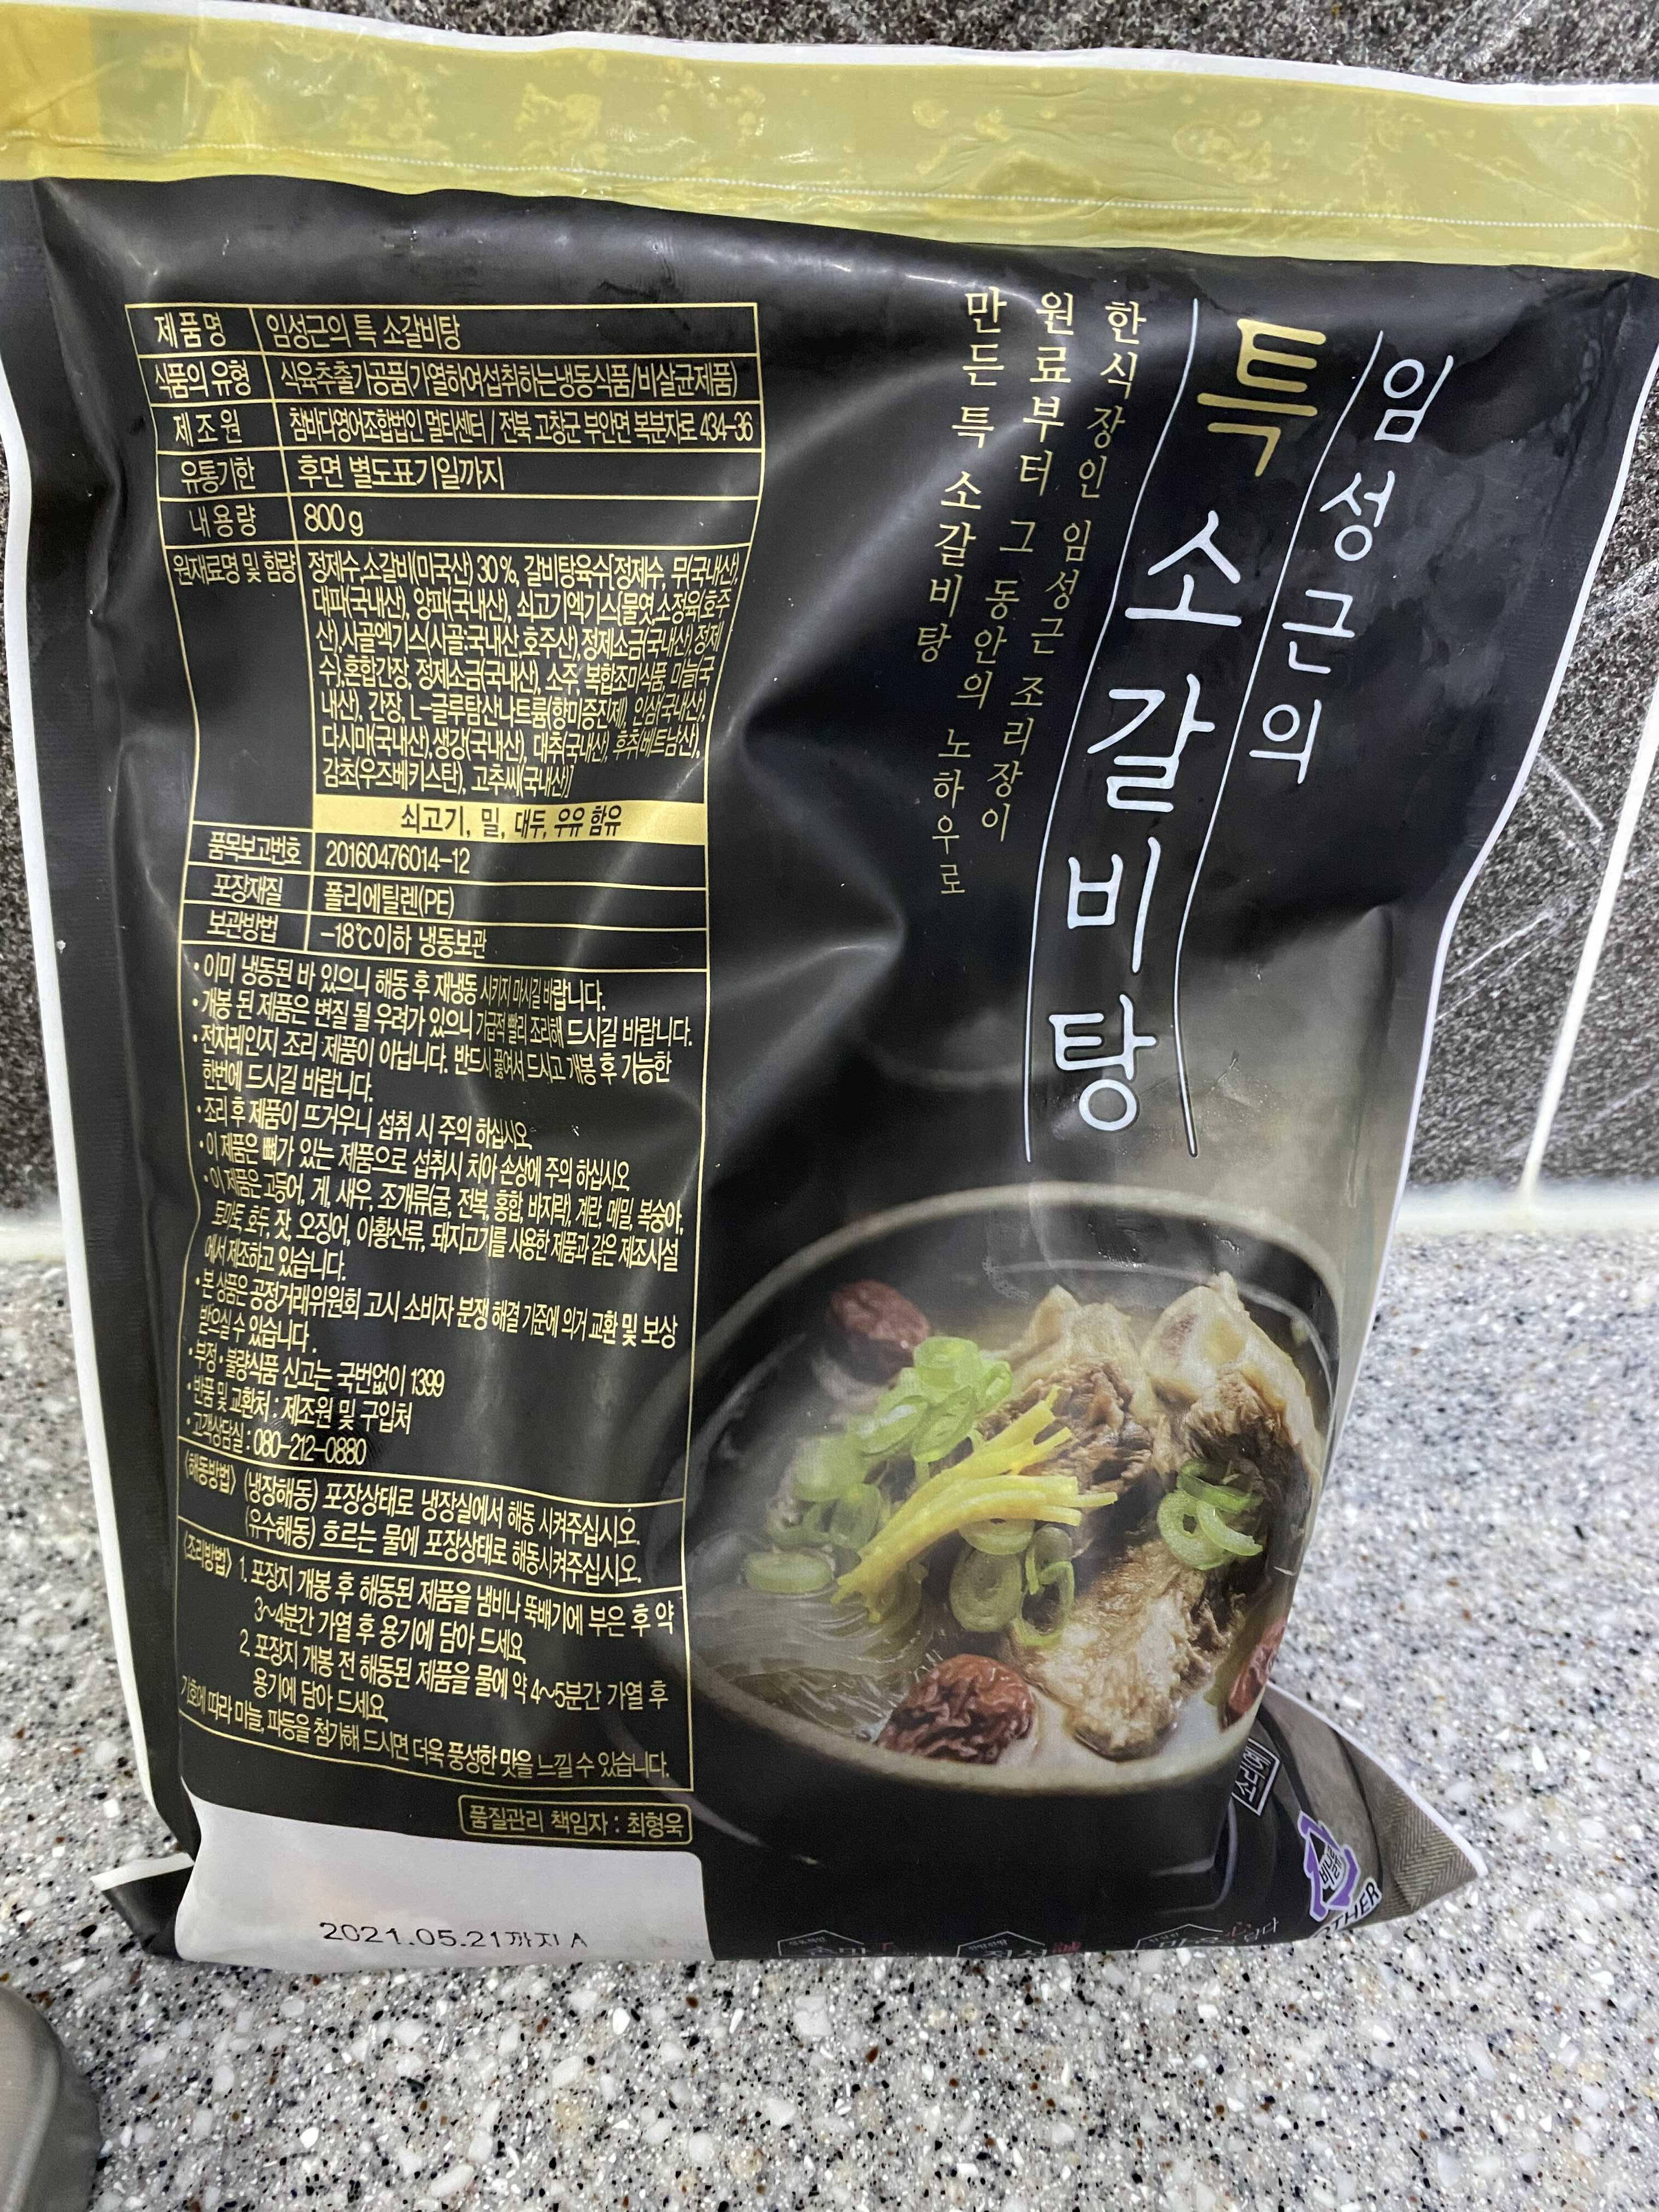 제품명 임성근의 특 소갈비탕
식품의 유형 식육추출가공품(가열하여섭취하는냉동식품/비살균제품)
제조원 참바다영어조합법인 멀티센터 / 전북 고창군 부안면 복분자로 434-36
유통기한 후면 별도표기일까지
내용량 800g
원재료명 및 함량 정제수,소갈비(미국산) 30%, 갈비탕육수[정제수, 무(국내산),
대파(국내산), 양파(국내산), 쇠고기엑기스{물엿,소정육(호주
산),사골엑기스(사골:국내산,호주산),정제소금(국내산),정제
수},혼합간장, 정제소금(국내산), 소주, 복합조미식품, 마늘(국
내산), 간장, L-글루탐산나트륨(향미증진제), 인삼(국내산),
다시마(국내산),생강(국내산), 대추(국내산), 후추(베트남산),
감초(우즈베키스탄), 고추씨(국내산)]
쇠고기, 밀, 대두, 우유 함유
품목보고번호 20160476014-12
포장재질 폴리에틸렌(PE)
보관방법 -18℃이하 냉동보관
• 이미 냉동된 바 있으니 해동 후 재냉동 시키지 마시길 바랍니다.
• 개봉 된 제품은 변질 될 우려가 있으니 가급적 빨리 조리해 드시길 바랍니다.
• 전자레인지 조리 제품이 아닙니다. 반드시 끓여서 드시고 개봉 후 가능한
한번에 드시길 바랍니다.
• 조리 후 제품이 뜨거우니 섭취 시 주의 하십시오.
• 이 제품은 뼈가 있는 제품으로 섭취시 치아 손상에 주의 하십시오
• 이 제품은 고등어, 게, 새우, 조개류(굴, 전복, 홍합, 바지락), 계란, 메밀, 복숭아,
토마토, 호두, 잣, 오징어, 아황산류, 돼지고기를 사용한 제품과 같은 제조시설
에서 제조하고 있습니다.
• 본 상품은 공정거래위원회 고시 소비자 분쟁 해결 기준에 의거 교환 및 보상
받으실 수 있습니다.
• 부정•불량식품 신고는 국번없이 1399
• 반품 및 교환처 : 제조원 및 구입처
• 고객상담실 : 080-212-0880
《해동방법》 (냉장해동) 포장상태로 냉장실에서 해동 시켜주십시오.
(유수해동) 흐르는 물에 포장상태로 해동시켜주십시오.
《조리방법》 1. 포장지 개봉 후 해동된 제품을 냄비나 뚝배기에 부은 후 약
3~4분간 가열 후 용기에 담아 드세요.
2. 포장지 개봉 전 해동된 제품을 물에 약 4~5분간 가열 후
용기에 담아 드세요.
기호에 따라 마늘, 파등을 첨가해 드시면 더욱 풍성한 맛을 느낄 수 있습니다.
품질관리 책임자 : 최형욱
2021.05.21까지 A
임성근의
특 소갈비탕
한식장인 임성근 조리장이
원료부터 그동안의 노하우로
만든 특 소갈비탕
비닐류
OTHER